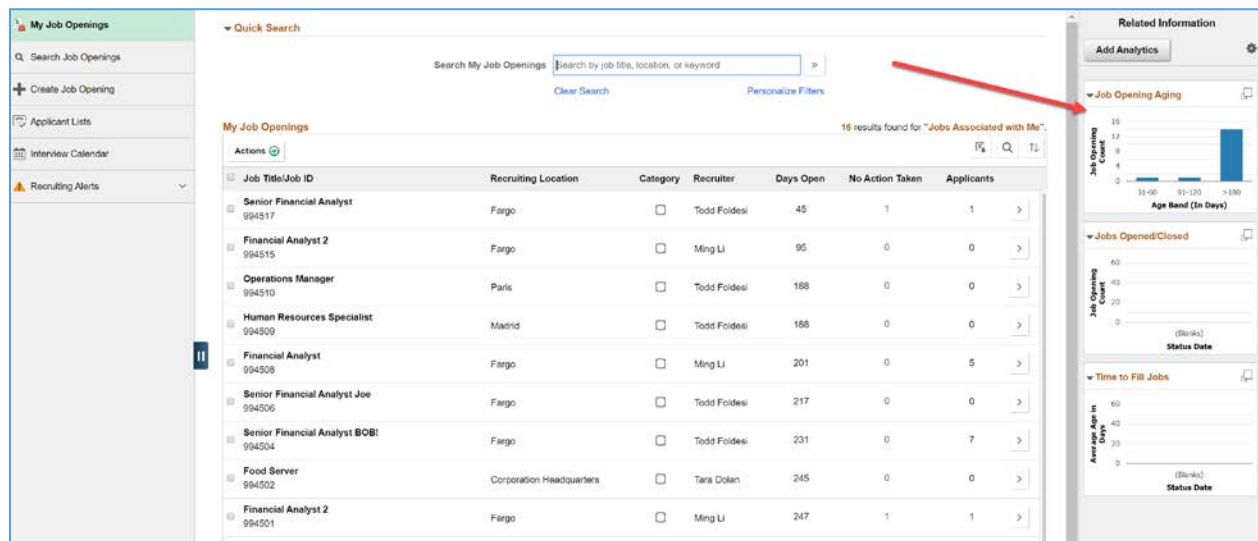 My Job Openings
Search Job Openings
Create Job Opening
Applicant Lists
Interview Calendar
Recruiting Alerts
Quick Search
Search My Job Openings Search by job title, location, or keyword »
Clear Search Personalize Filters
My Job Openings 16 results found for "Jobs Associated with Me".
Actions
Job Title/Job ID Recruiting Location Category Recruiter Days Open No Action Taken Applicants
Senior Financial Analyst
994517 Fargo Todd Foldesi 45 1 1
Financial Analyst 2
994515 Fargo Ming Li 95 0 0
Operations Manager
994510 Paris Todd Foldesi 188 0 0
Human Resources Specialist
994509 Madrid Todd Foldesi 188 0 0
Financial Analyst
994508 Fargo Ming Li 201 0 5
Senior Financial Analyst Joe
994506 Fargo Todd Foldesi 217 0 0
Senior Financial Analyst BOB!
994504 Fargo Todd Foldesi 231 0 7
Food Server
994502 Corporation Headquarters Tara Dolan 245 0 0
Financial Analyst 2
994501 Fargo Ming Li 247 1 1
Related Information
Add Analytics
Job Opening Aging
Job Opening
Count
16
12
8
4
0
31-60 91-120 >180
Age Band (In Days)
Jobs Opened/Closed
Job Opening
Count
60
40
20
0
(Blanks)
Status Date
Time to Fill Jobs
Average Age in
Days
60
40
20
0
(Blanks)
Status Date